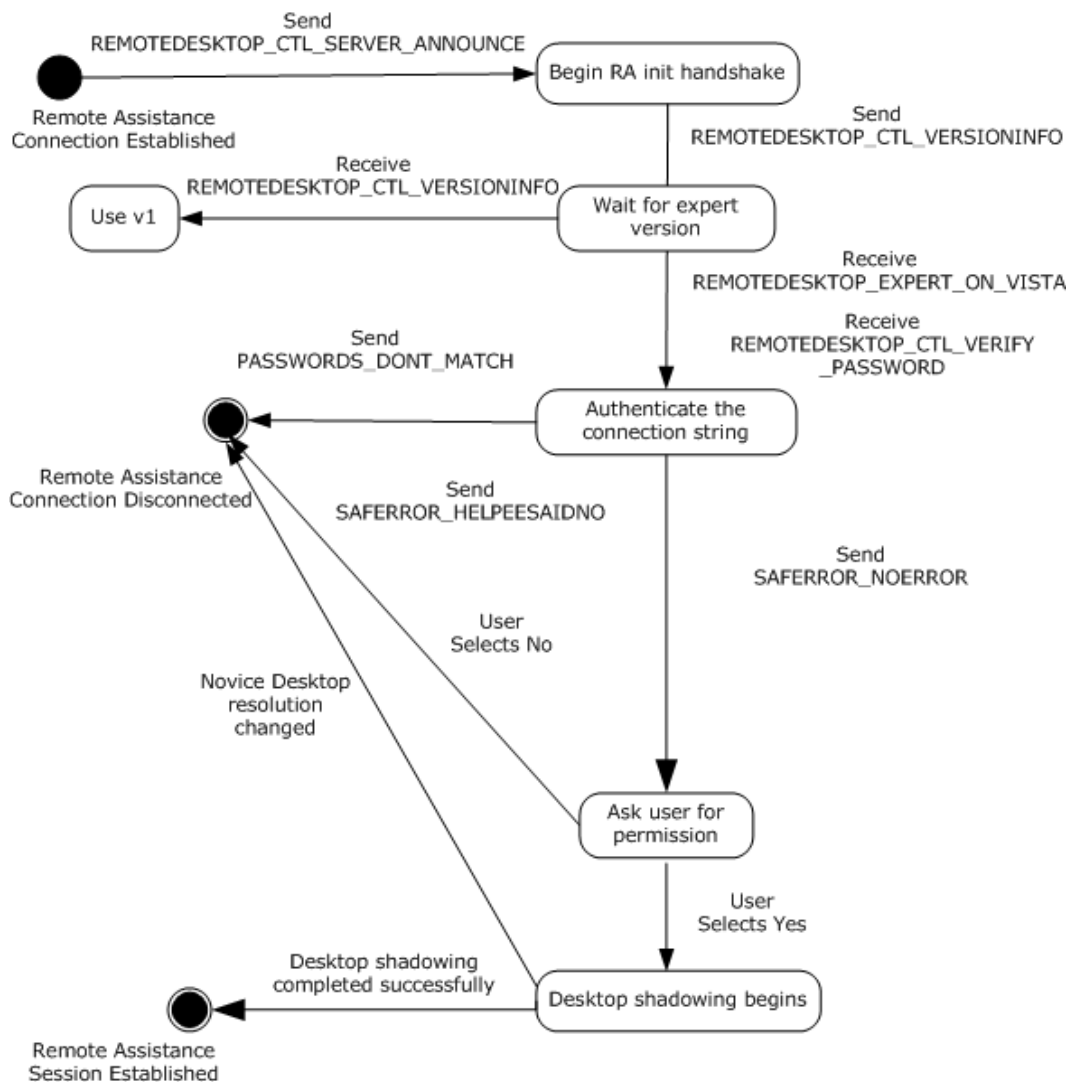 Send
REMOTEDESKTOP_CTL_SERVER_ANNOUNCE
Begin RA init handshake
Remote Assistance
Connection Established
Send
REMOTEDESKTOP_CTL_VERSIONINFO
Receive
REMOTEDESKTOP_CTL_VERSIONINFO
Use v1
Wait for expert
version
Receive
REMOTEDESKTOP_EXPERT_ON_VISTA
Receive
REMOTEDESKTOP_CTL_VERIFY
_PASSWORD
Send
PASSWORDS_DONT_MATCH
Authenticate the
connection string
Remote Assistance
Connection Disconnected
Send
SAFERROR_HELPEESAIDNO
Send
SAFERROR_NOERROR
User
Selects No
Novice Desktop
resolution
changed
Ask user for
permission
User
Selects Yes
Desktop shadowing
completed successfully
Desktop shadowing begins
Remote Assistance
Session Established